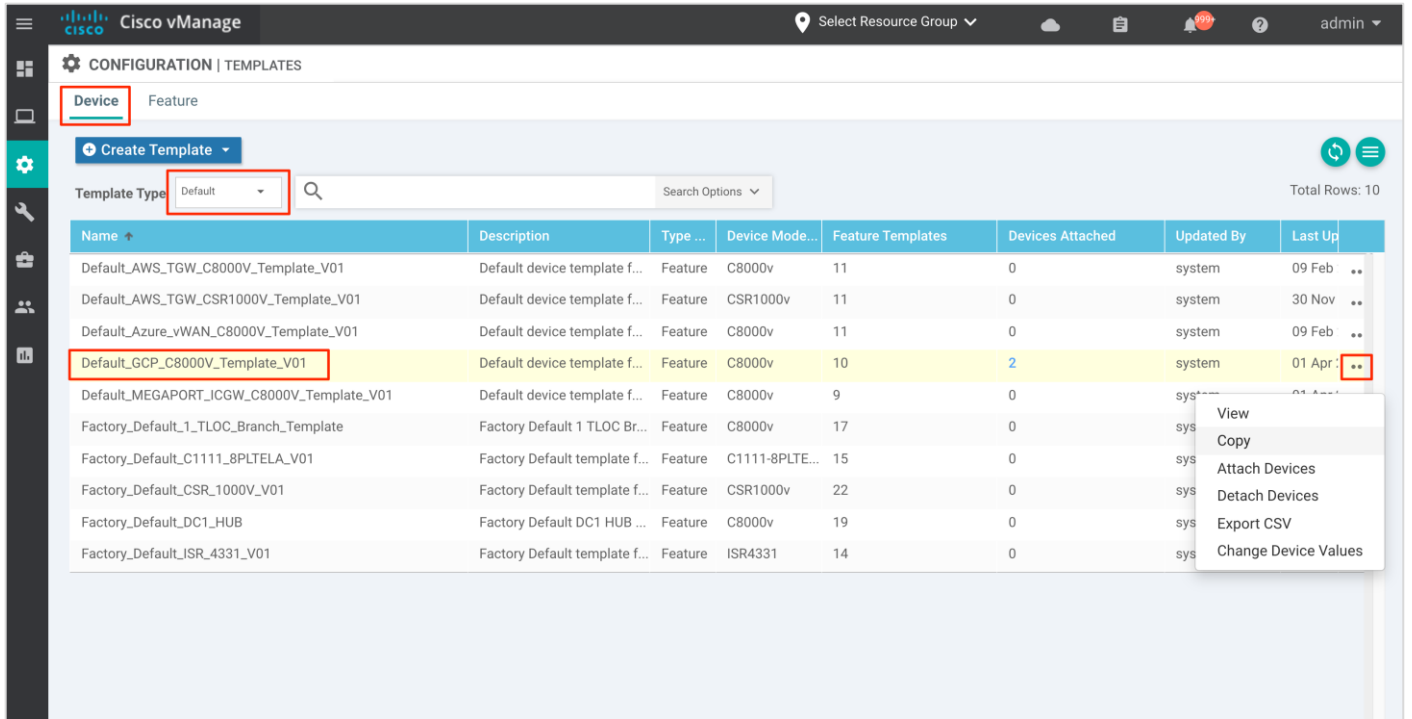 cisco Cisco vManage Select Resource Group 999+ admin
CONFIGURATION | TEMPLATES
Device Feature
Create Template
Template Type Default Search Options Total Rows: 10
Name Description Type ... Device Mode... Feature Templates Devices Attached Updated By Last Up
Default_AWS_TGW_C8000V_Template_V01 Default device template f... Feature C8000v 11 0 system 09 Feb
Default_AWS_TGW_CSR1000V_Template_V01 Default device template f... Feature CSR1000v 11 0 system 30 Nov
Default_Azure_vWAN_C8000V_Template_V01 Default device template f... Feature C8000v 11 0 system 09 Feb
Default_GCP_C8000V_Template_V01 Default device template f... Feature C8000v 10 2 system 01 Apr
Default_MEGAPORT_ICGW_C8000V_Template_V01 Default device template f... Feature C8000v 9 0
Factory_Default_1_TLOC_Branch_Template Factory Default 1 TLOC Br... Feature C8000v 17 0 sys
Factory_Default_C1111_8PLTELA_V01 Factory Default template f... Feature C1111-8PLTE... 15 0 sys
Factory_Default_CSR_1000V_V01 Factory Default template f... Feature CSR1000v 22 0 sys
Factory_Default_DC1_HUB Factory Default DC1 HUB ... Feature C8000v 19 0 sys
Factory_Default_ISR_4331_V01 Factory Default template f... Feature ISR4331 14 0 sys
View
Copy
Attach Devices
Detach Devices
Export CSV
Change Device Values